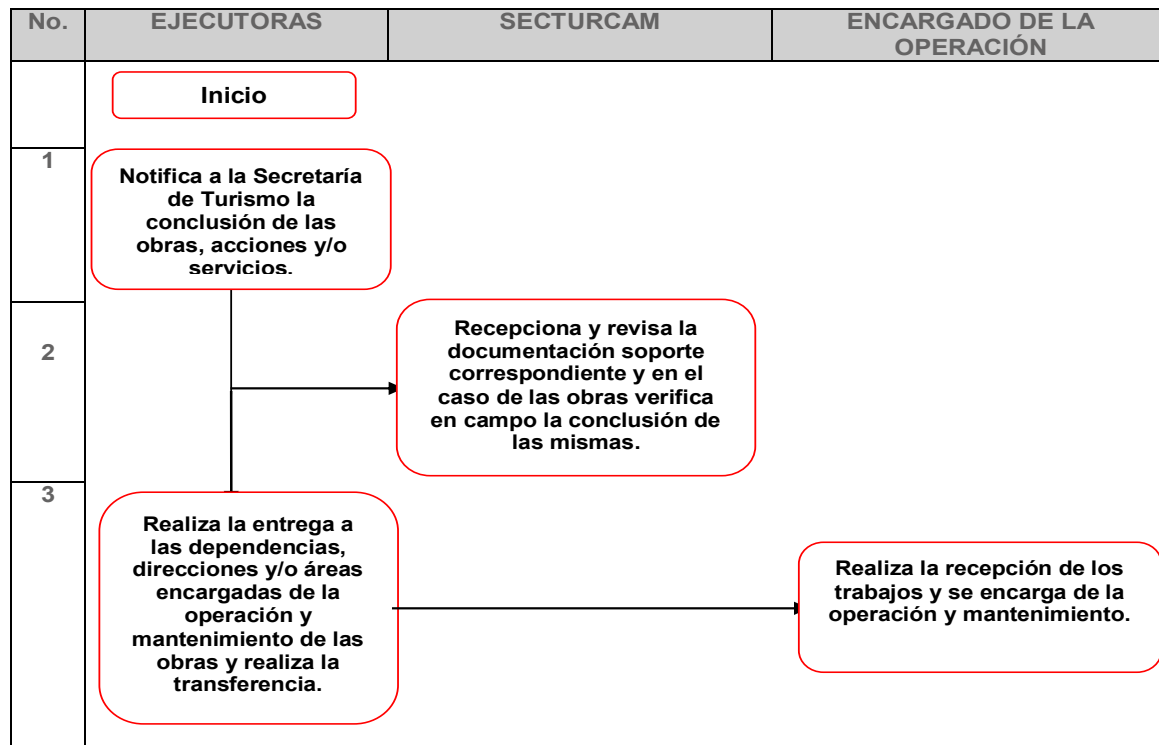 No.
EJECUTORAS
SECTURCAM
ENCARGADO DE LA
OPERACIÓN
Inicio
1
Notifica a la Secretaría
de Turismo la
conclusión de las
obras, acciones y/o
servicios.
2
Recepciona y revisa la
documentación soporte
correspondiente y en el
caso de las obras verifica
en campo la conclusión de
las mismas.
3
Realiza la entrega a
las dependencias,
direcciones y/o áreas
encargadas de la
operación y
mantenimiento de las
obras y realiza la
transferencia.
Realiza la recepción de los
trabajos y se encarga de la
operación y mantenimiento.